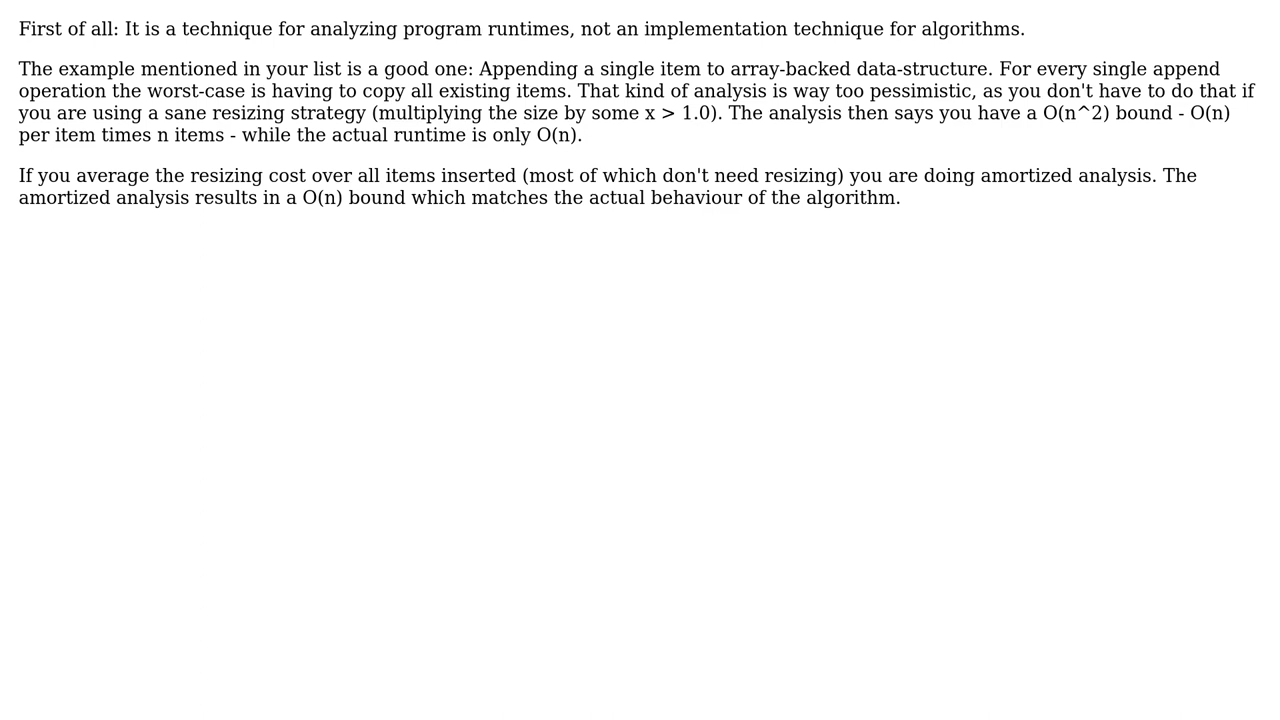 First of all: It is a technique for analyzing program runtimes, not an implementation technique for algorithms.
The example mentioned in your list is a good one: Appending a single item to array-backed data-structure. For every single append
operation the worst-case is having to copy all existing items. That kind of analysis is way too pessimistic, as you don't have to do that if
you are using a sane resizing strategy (multiplying the size by some x > 1.0). The analysis then says you have a O(n^2) bound - O(n)
per item times n items - while the actual runtime is only O(n).
If you average the resizing cost over all items inserted (most of which don't need resizing) you are doing amortized analysis. The
amortized analysis results in a O(n) bound which matches the actual behaviour of the algorithm.